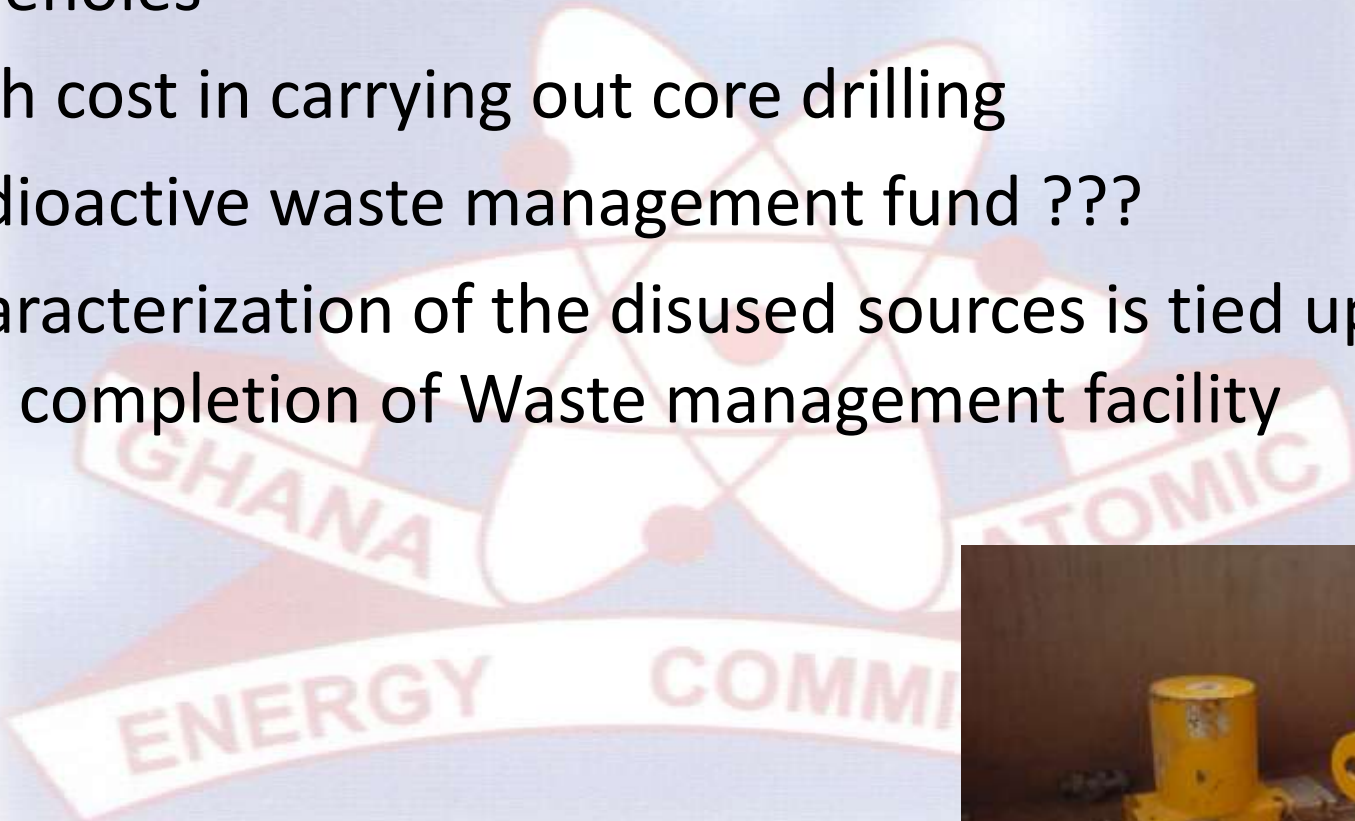 eholes
h cost in carrying out core drilling
dioactive waste management fund ???
aracterization of the disused sources is tied up
completion of Waste management facility
GHANA ATOMIC
ENERGY COMMI